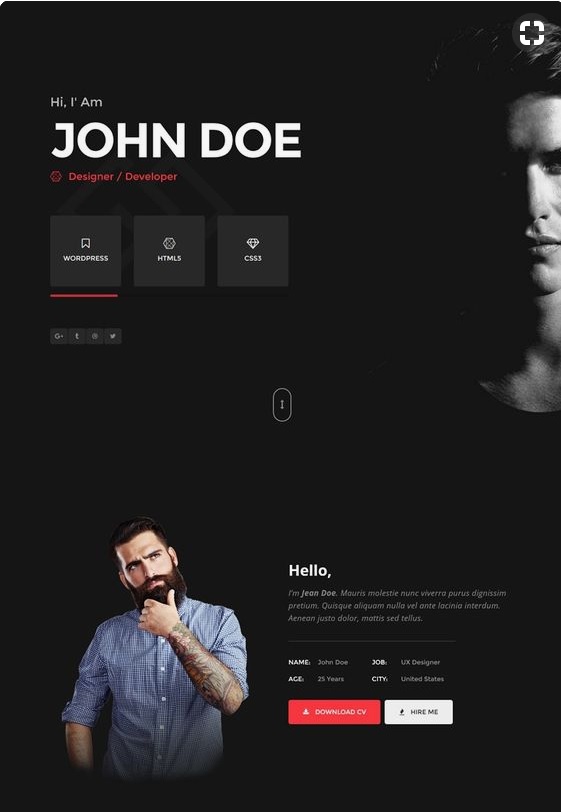 Hi, I' Am
JOHN DOE
Designer / Developer
WORDPRESS
HTML5
CSS3
G+ t
Hello,
I'm Jean Doe. Mauris molestie nunc viverra purus dignissim
pretium. Quisque aliquam nulla vel ante lacinia interdum.
Aenean justo dolor, mattis sed tellus.
NAME: John Doe JOB: UX Designer
AGE: 25 Years CITY: United States
DOWNLOAD CV HIRE ME